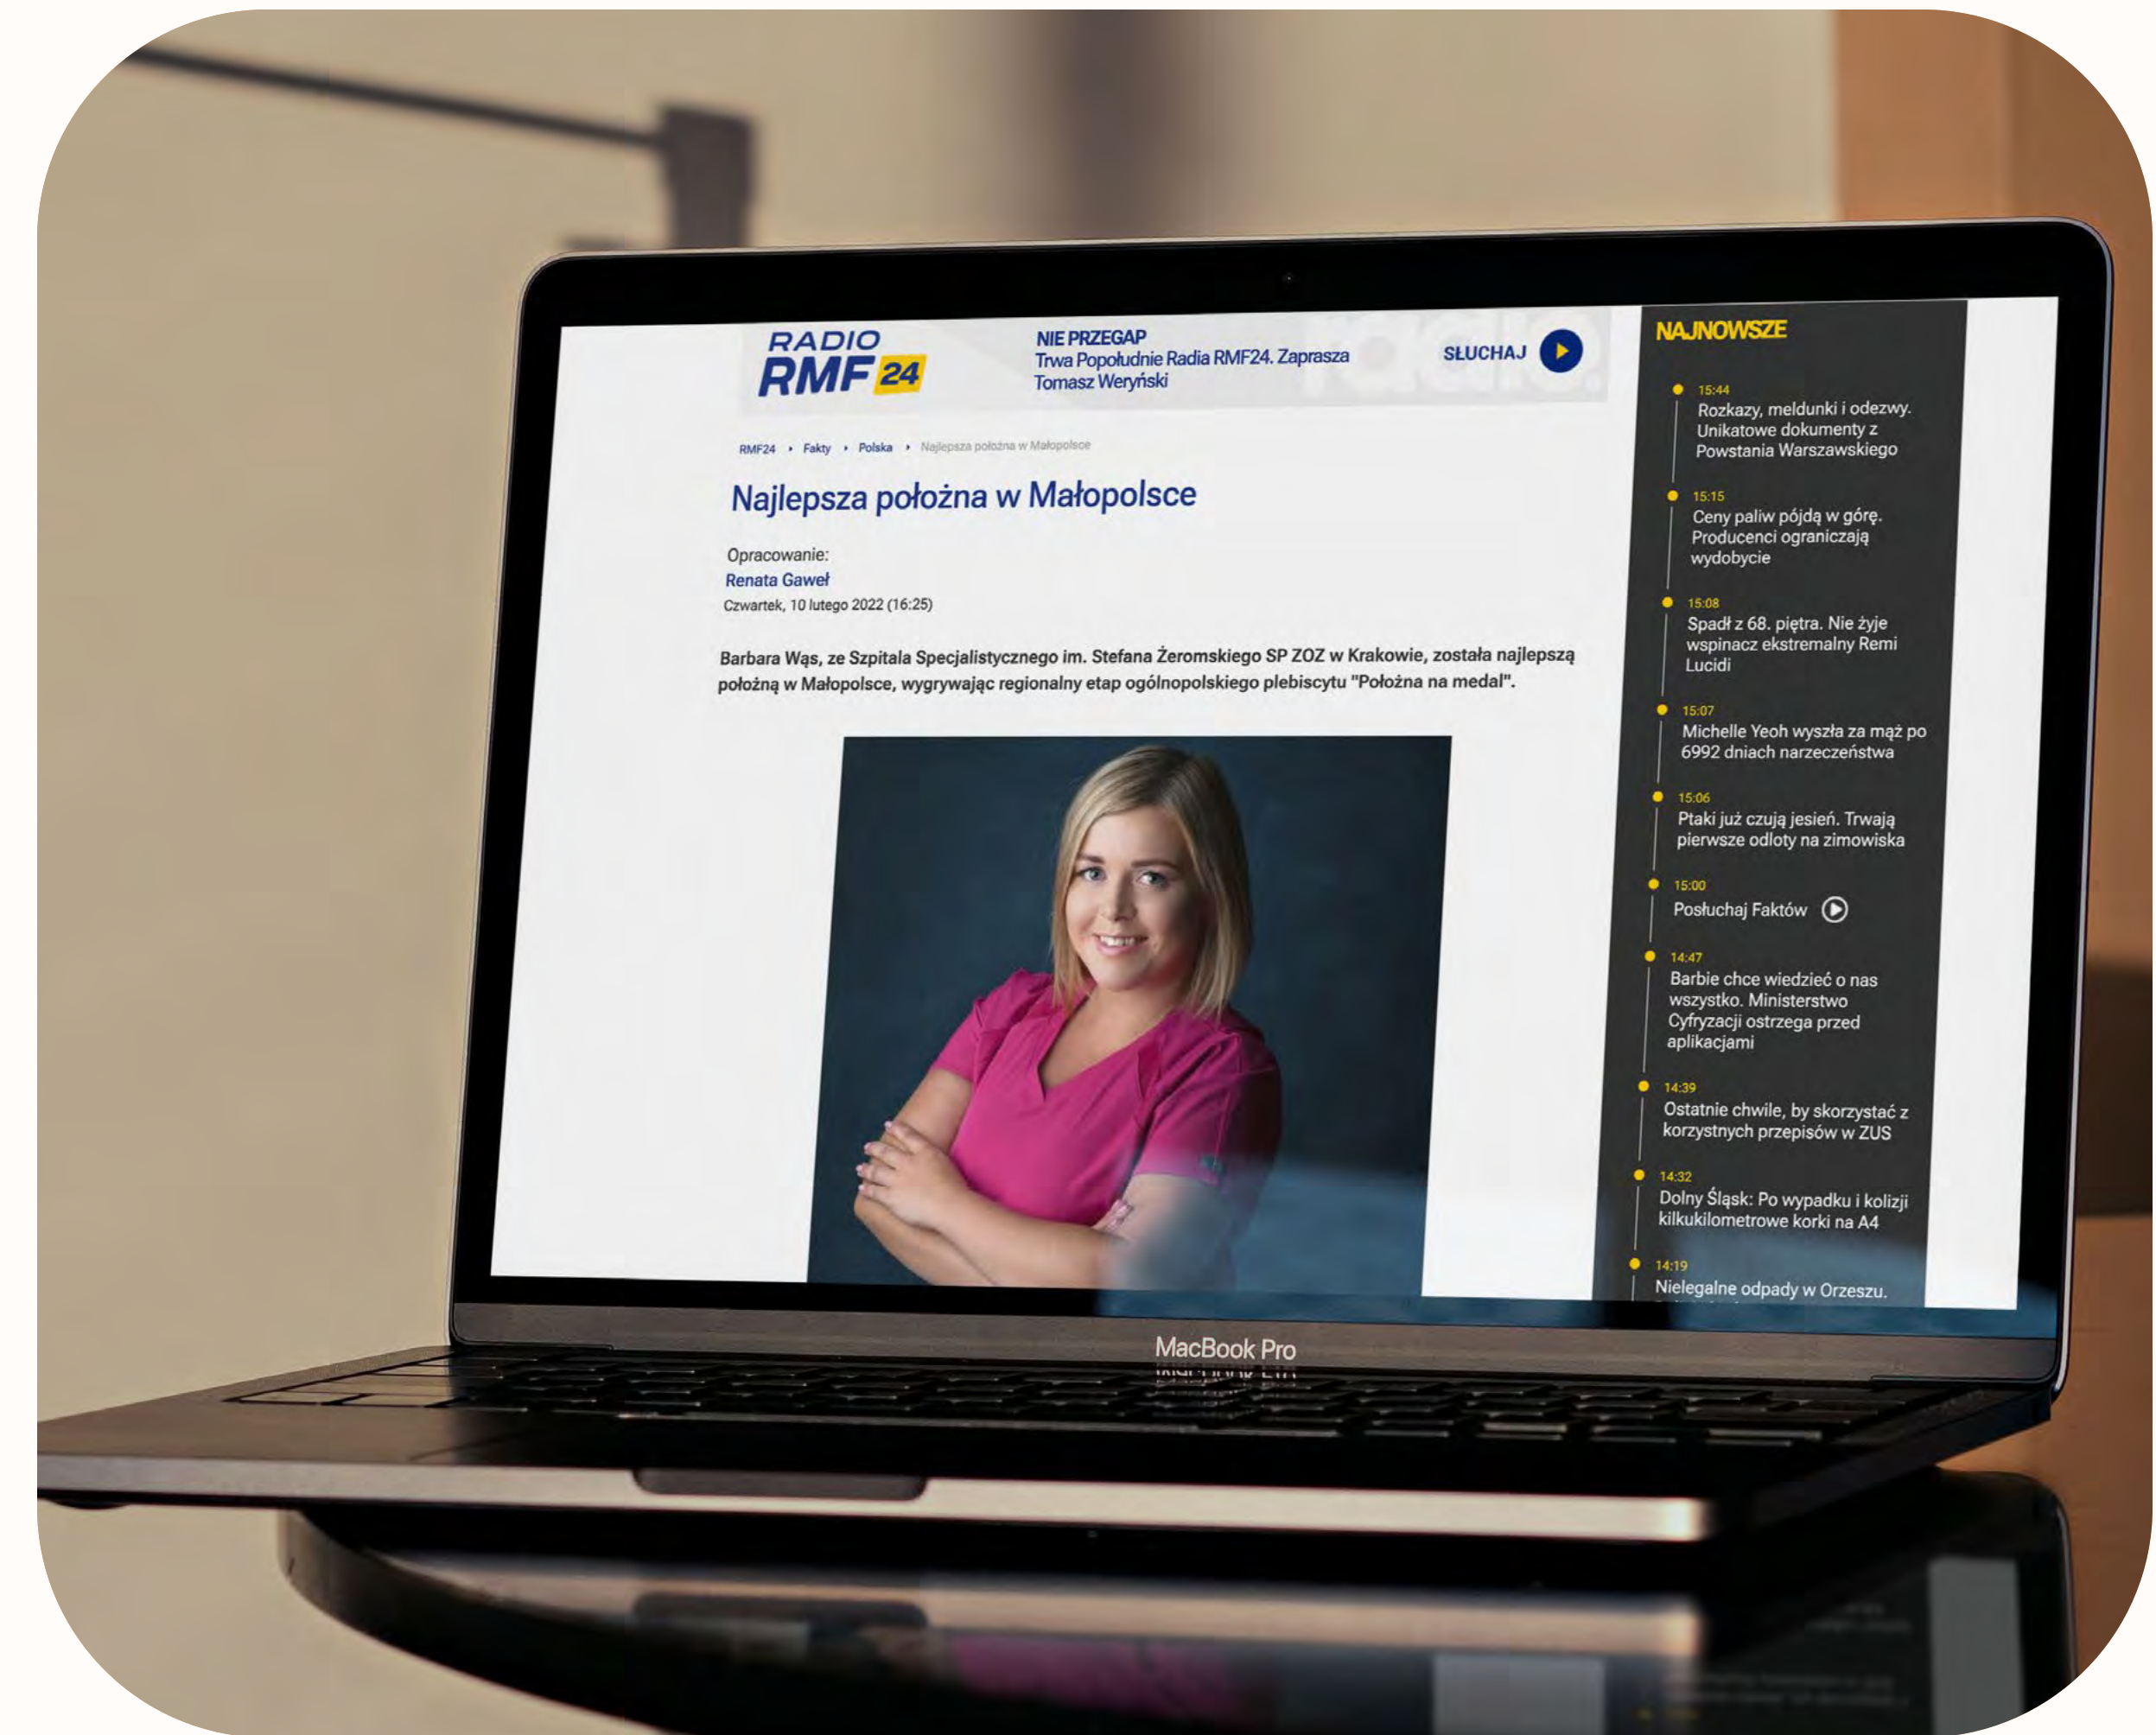 RADIO
RMF 24
NIE PRZEGAP
Trwa Popołudnie Radia RMF24. Zaprasza
Tomasz Weryński
SŁUCHAJ
RMF24 Fakty Polska Najlepsza położna w Małopolsce
Najlepsza położna w Małopolsce
Opracowanie:
Renata Gaweł
Czwartek, 10 lutego 2022 (16:25)
Barbara Wąs, ze Szpitala Specjalistycznego im. Stefana Żeromskiego SP ZOZ w Krakowie, została najlepszą
położną w Małopolsce, wygrywając regionalny etap ogólnopolskiego plebiscytu "Położna na medal".
NAJNOWSZE
15:44
Rozkazy, meldunki i odezwy.
Unikatowe dokumenty z
Powstania Warszawskiego
15:15
Ceny paliw pójdą w górę.
Producenci ograniczają
wydobycie
15:08
Spadł z 68. piętra. Nie żyje
wspinacz ekstremalny Remi
Lucidi
15:07
Michelle Yeoh wyszła za mąż po
6992 dniach narzeczeństwa
15:06
Ptaki już czują jesień. Trwają
pierwsze odloty na zimowiska
15:00
Posłuchaj Faktów
14:47
Barbie chce wiedzieć o nas
wszystko. Ministerstwo
Cyfryzacji ostrzega przed
aplikacjami
14:39
Ostatnie chwile, by skorzystać z
korzystnych przepisów w ZUS
14:32
Dolny Śląsk: Po wypadku i kolizji
kilkukilometrowe korki na A4
14:19
Nielegalne odpady w Orzeszu.
MacBook Pro